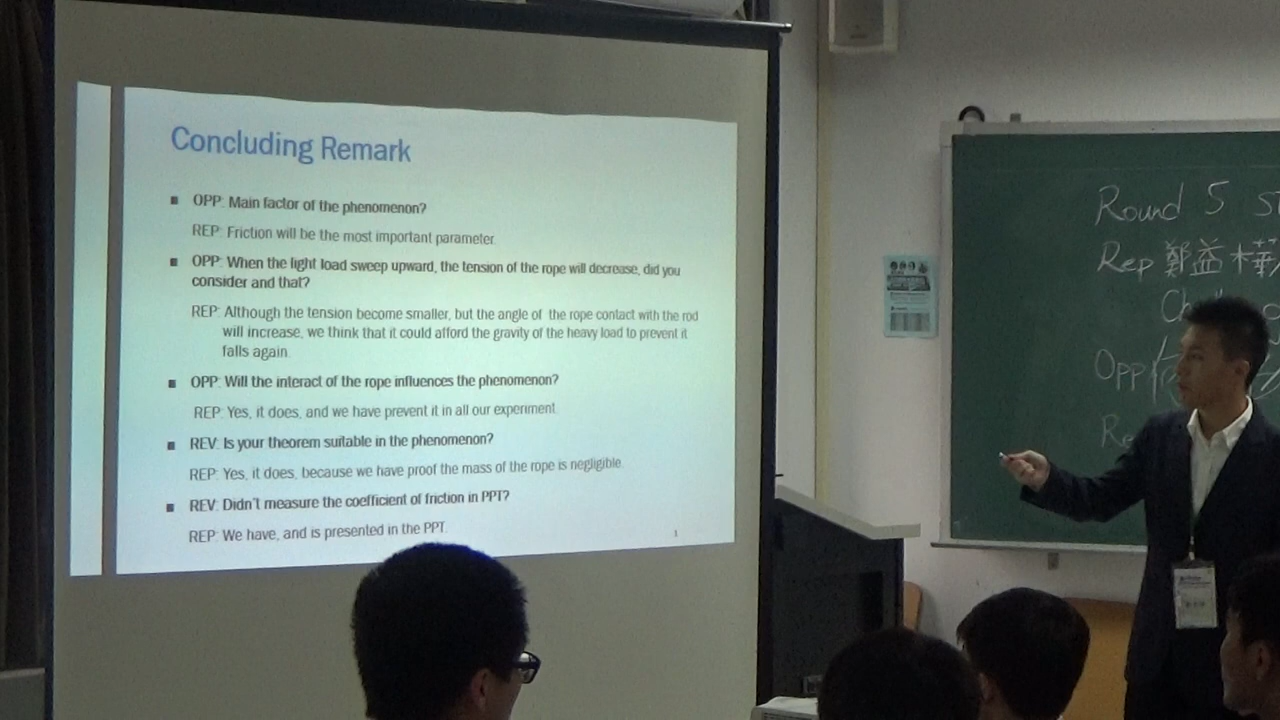 Concluding Remark
OPP: Main factor of the phenomenon?
REP: Friction will be the most important parameter.
OPP: When the light load sweep upward, the tension of the rope will decrease, did you
consider and that?
REP: Although the tension become smaller, but the angle of the rope contact with the rod
will increase, we think that it could afford the gravity of the heavy load to prevent it
falls again.
OPP: Will the interact of the rope influences the phenomenon?
REP: Yes, it does, and we have prevent it in all our experiment.
REV: Is your theorem suitable in the phenomenon?
REP: Yes, it does, because we have proof the mass of the rope is negligible.
REV: Didn't measure the coefficient of friction in PPT?
REP: We have, and is presented in the PPT.
1
Round 5
Rep 鄭益
Opp